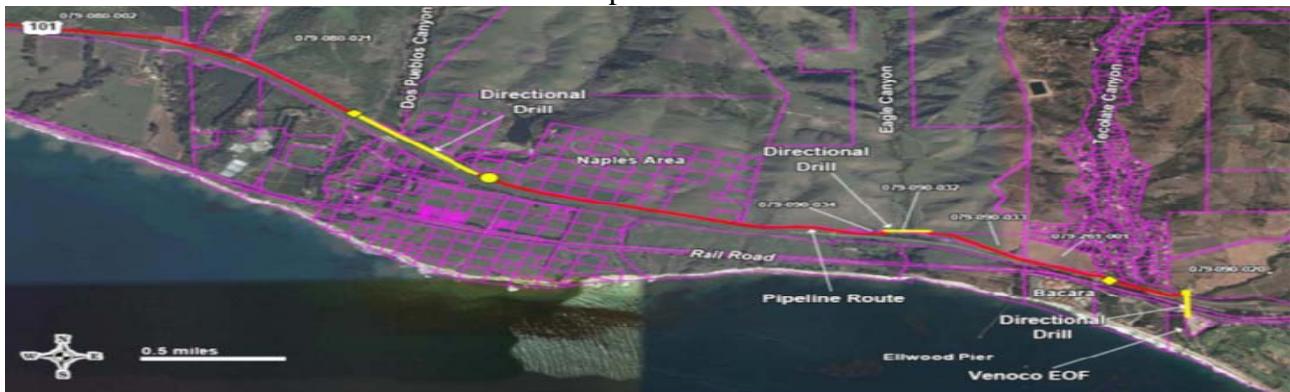 079-080-002
101
079-080-021
Dos Pueblos Canyon
Directional
Drill
Naples Area
Eagle Canyon
Directional
Drill
079-090-032
079-090-034
079-090-033
Tecolate Canyon
079-261-001
079-090-020
Rail Road
Pipeline Route
Bacara
Directional
Drill
Ellwood Pier
Venoco EOF
N
W
E
S
0.5 miles